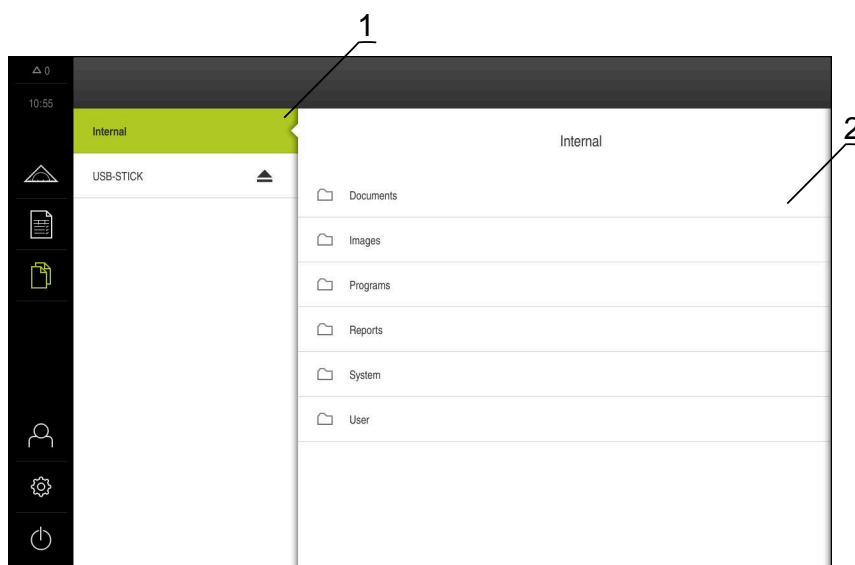 1
0
10:55
Internal
Internal
2
USB-STICK
Documents
Images
Programs
Reports
System
User